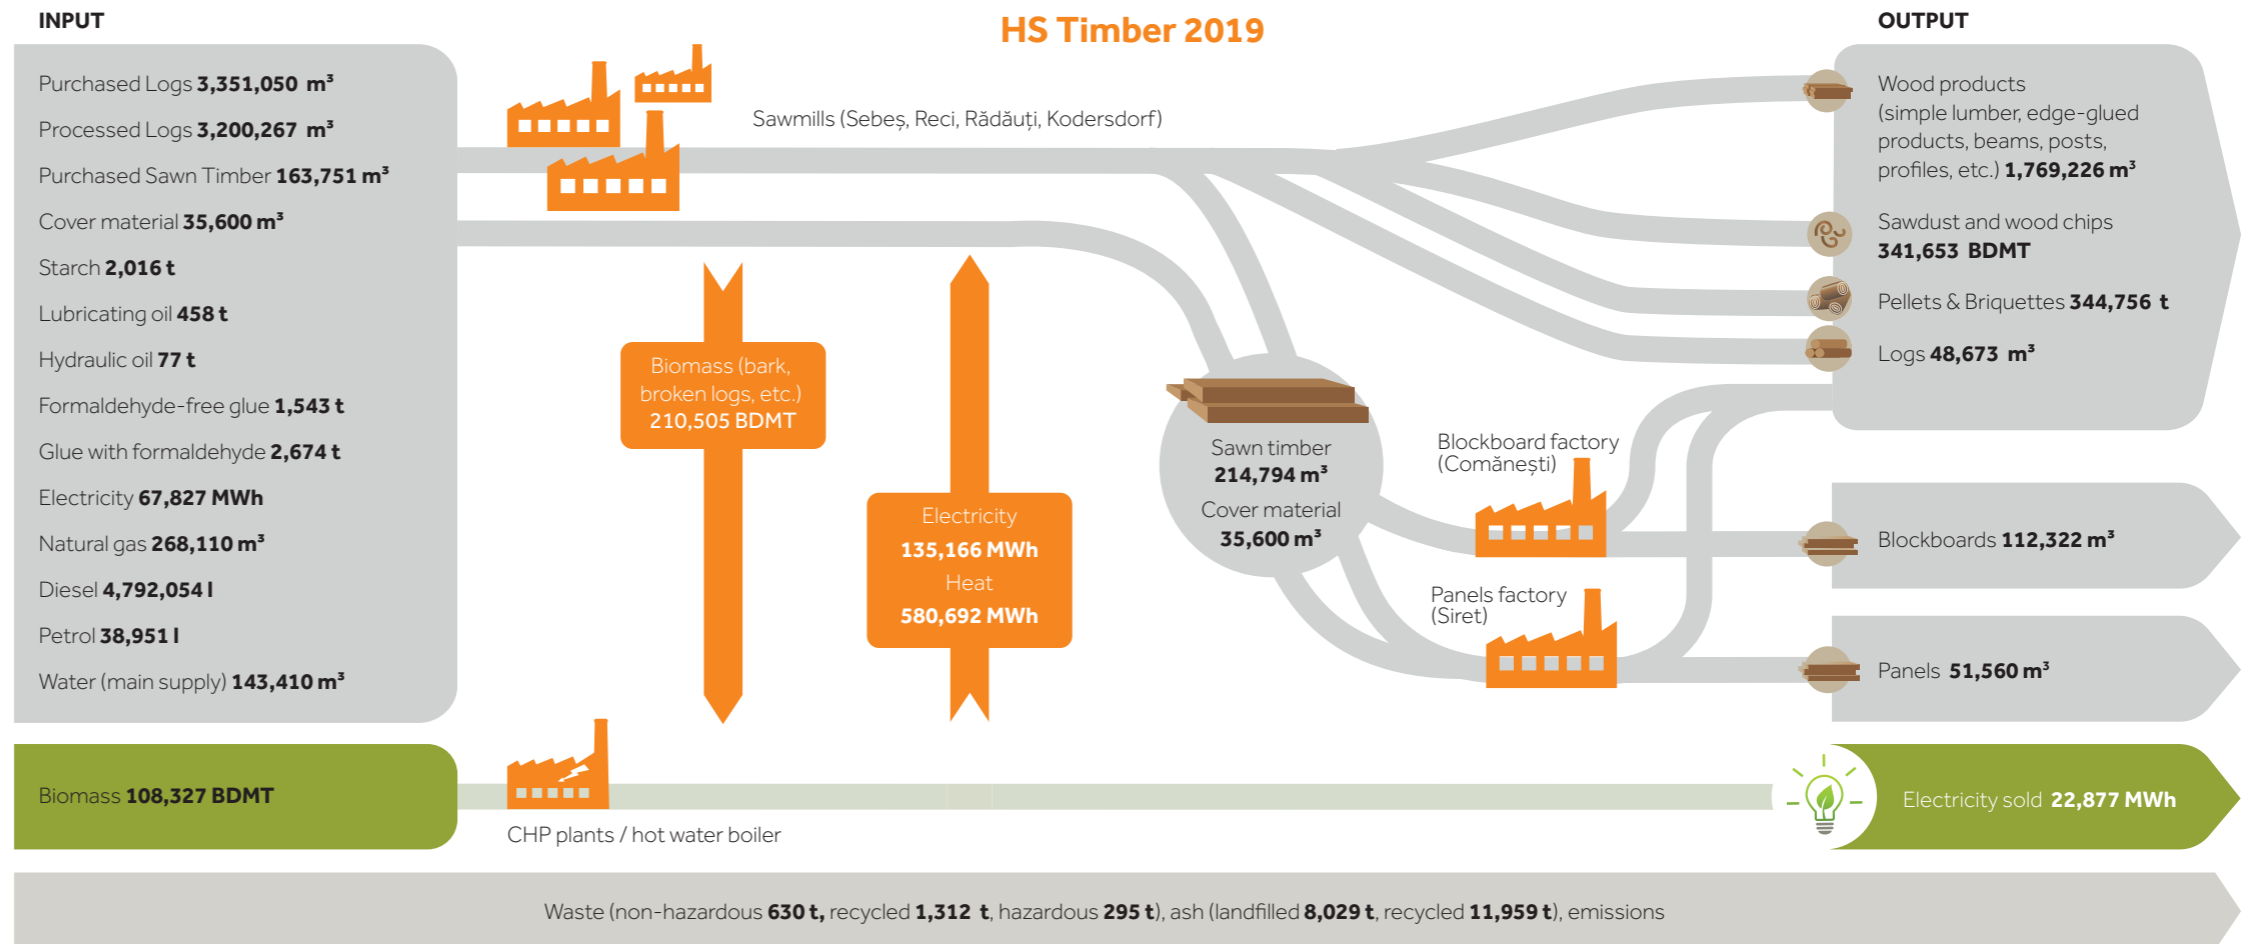 INPUT
HS Timber 2019
OUTPUT
Purchased Logs 3,351,050 m³
Processed Logs 3,200,267 m³
Purchased Sawn Timber 163,751 m³
Cover material 35,600 m³
Starch 2,016 t
Lubricating oil 458 t
Hydraulic oil 77 t
Formaldehyde-free glue 1,543 t
Glue with formaldehyde 2,674 t
Electricity 67,827 MWh
Natural gas 268,110 m³
Diesel 4,792,054 l
Petrol 38,951 l
Water (main supply) 143,410 m³
Biomass 108,327 BDMT
Sawmills (Sebeș, Reci, Rădăuți, Kodersdorf)
Biomass (bark,
broken logs, etc.)
210,505 BDMT
Electricity
135,166 MWh
Heat
580,692 MWh
CHP plants / hot water boiler
Sawn timber
214,794 m³
Cover material
35,600 m³
Blockboard factory
(Comănești)
Panels factory
(Siret)
Wood products
(simple lumber, edge-glued
products, beams, posts,
profiles, etc.) 1,769,226 m³
Sawdust and wood chips
341,653 BDMT
Pellets & Briquettes 344,756 t
Logs 48,673 m³
Blockboards 112,322 m³
Panels 51,560 m³
Electricity sold 22,877 MWh
Waste (non-hazardous 630 t, recycled 1,312 t, hazardous 295 t), ash (landfilled 8,029 t, recycled 11,959 t), emissions